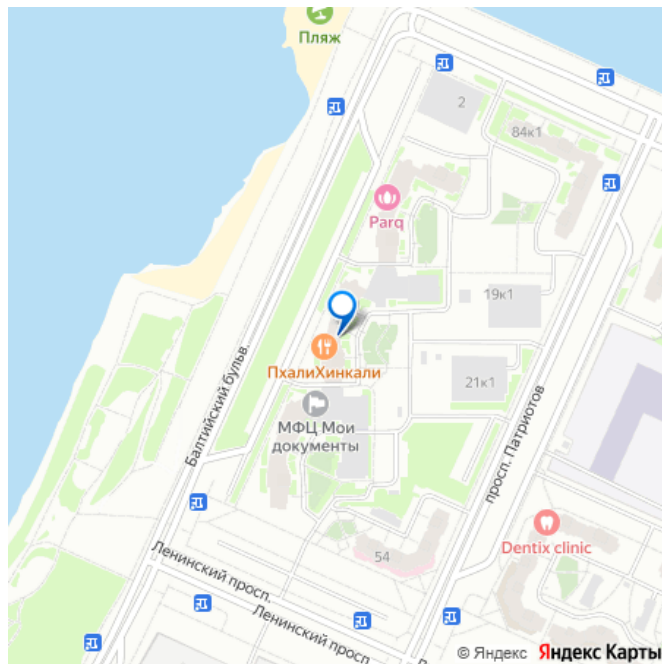 Пляж
2
84к1
Parq
19к1
ПхалиХинкали
21к1
МФЦ Мои
документы
Балтийский бульв.
просп. Патриотов
Dentix clinic
54
Ленинский просп.
Ленинский просп
© Яндекс Яндекс Карты